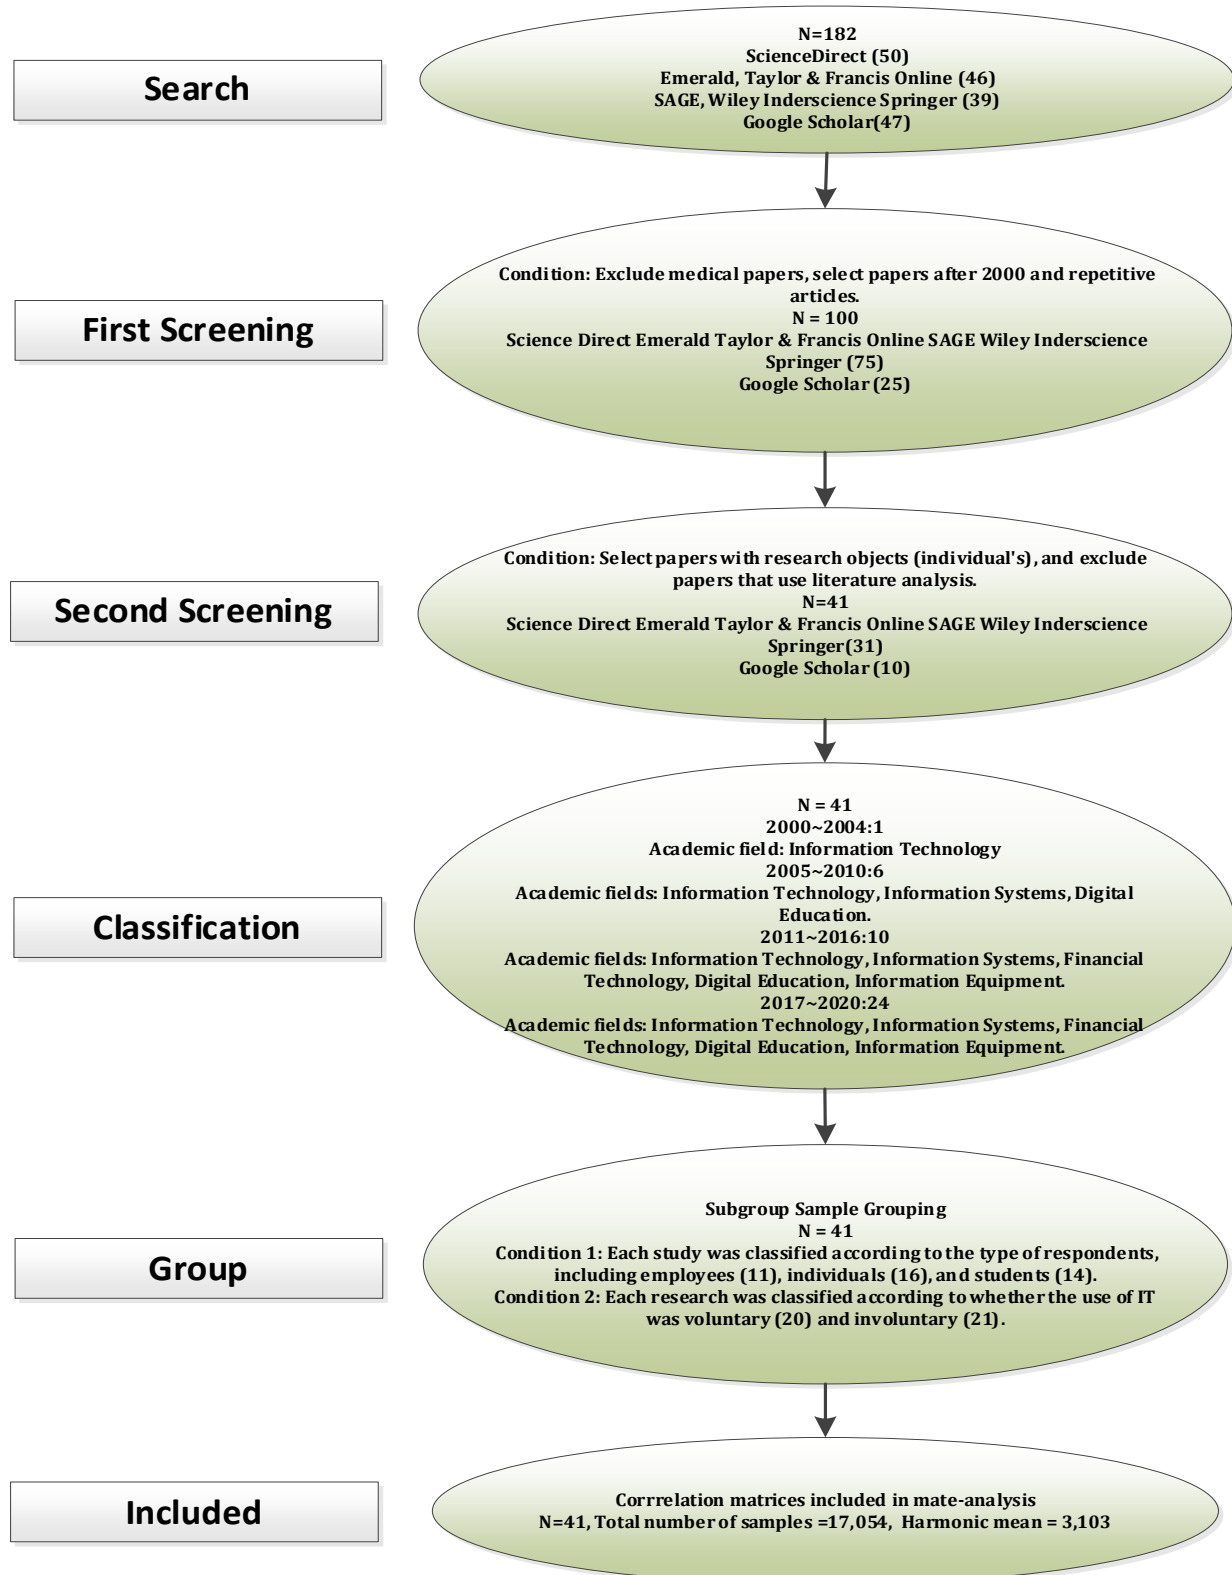 Search
N=182
ScienceDirect (50)
Emerald, Taylor & Francis Online (46)
SAGE, Wiley Inderscience Springer (39)
Google Scholar(47)
First Screening
Condition: Exclude medical papers, select papers after 2000 and repetitive
articles.
N = 100
Science Direct Emerald Taylor & Francis Online SAGE Wiley Inderscience
Springer (75)
Google Scholar (25)
Second Screening
Condition: Select papers with research objects (individual's), and exclude
papers that use literature analysis.
N=41
Science Direct Emerald Taylor & Francis Online SAGE Wiley Inderscience
Springer(31)
Google Scholar (10)
Classification
N = 41
2000~2004:1
Academic field: Information Technology
2005~2010:6
Academic fields: Information Technology, Information Systems, Digital
Education.
2011~2016:10
Academic fields: Information Technology, Information Systems, Financial
Technology, Digital Education, Information Equipment.
2017~2020:24
Academic fields: Information Technology, Information Systems, Financial
Technology, Digital Education, Information Equipment.
Group
Subgroup Sample Grouping
N = 41
Condition 1: Each study was classified according to the type of respondents,
including employees (11), individuals (16), and students (14).
Condition 2: Each research was classified according to whether the use of IT
was voluntary (20) and involuntary (21).
Included
Corrrelation matrices included in mate-analysis
N=41, Total number of samples =17,054, Harmonic mean = 3,103